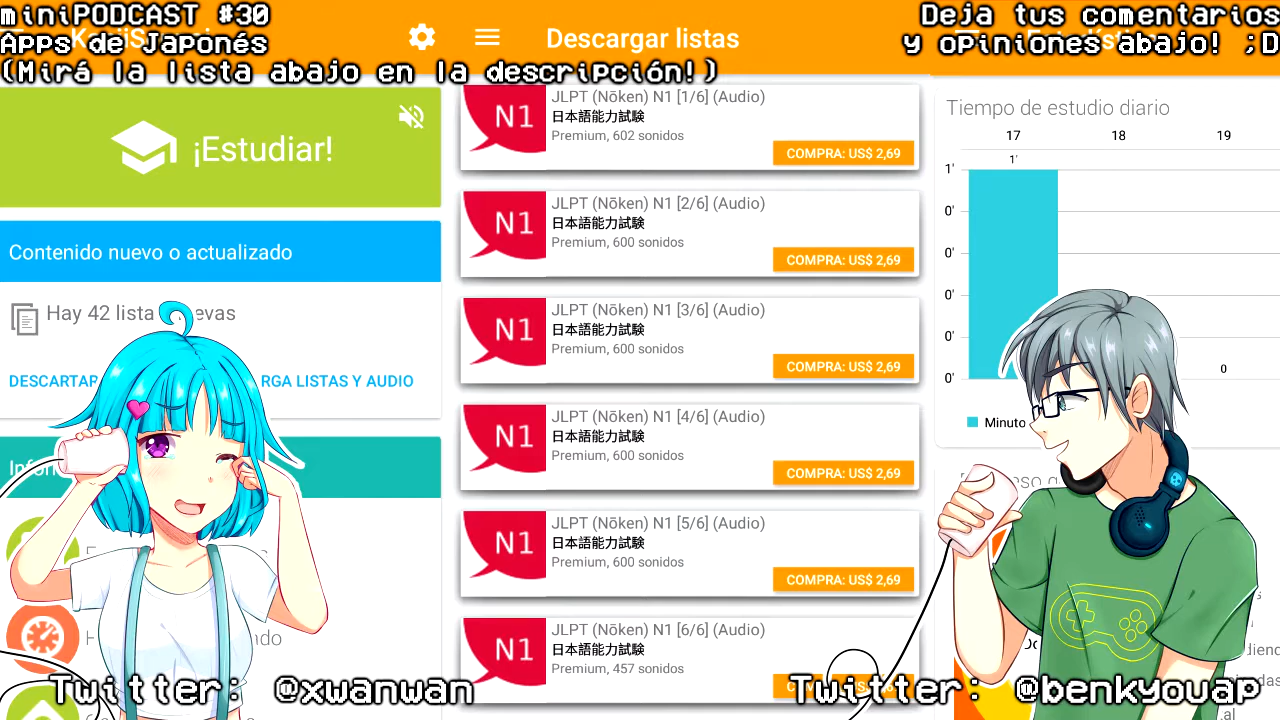 miniPODCAST #30
Apps de Japonés
(Mirá la lista abajo en la descripción!)
Deja tus comentarios
y opiniones abajo! ;D
Descargar listas
¡Estudiar!
Contenido nuevo o actualizado
Hay 42 lista
DESCARTAR
LISTAS Y AUDIO
JLPT (Nōken) N1 [1/6] (Audio)
N1
日本語能力試験
Premium, 602 sonidos
COMPRA: US$ 2,69
JLPT (Nōken) N1 [2/6] (Audio)
N1
日本語能力試験
Premium, 600 sonidos
COMPRA: US$ 2,69
JLPT (Nōken) N1 [3/6] (Audio)
N1
日本語能力試験
Premium, 600 sonidos
COMPRA: US$ 2,69
JLPT (Nōken) N1 [4/6] (Audio)
N1
日本語能力試験
Premium, 600 sonidos
COMPRA: US$ 2,69
JLPT (Nōken) N1 [5/6] (Audio)
N1
日本語能力試験
Premium, 600 sonidos
COMPRA: US$ 2,69
JLPT (Nōken) N1 [6/6] (Audio)
N1
日本語能力試験
Premium, 457 sonidos
Tiempo de estudio diario
17 18 19
1'
1'
0'
0'
0'
0'
0'
0
Minuto
Twitter: @xwanwan
Twitter: @benkyouap